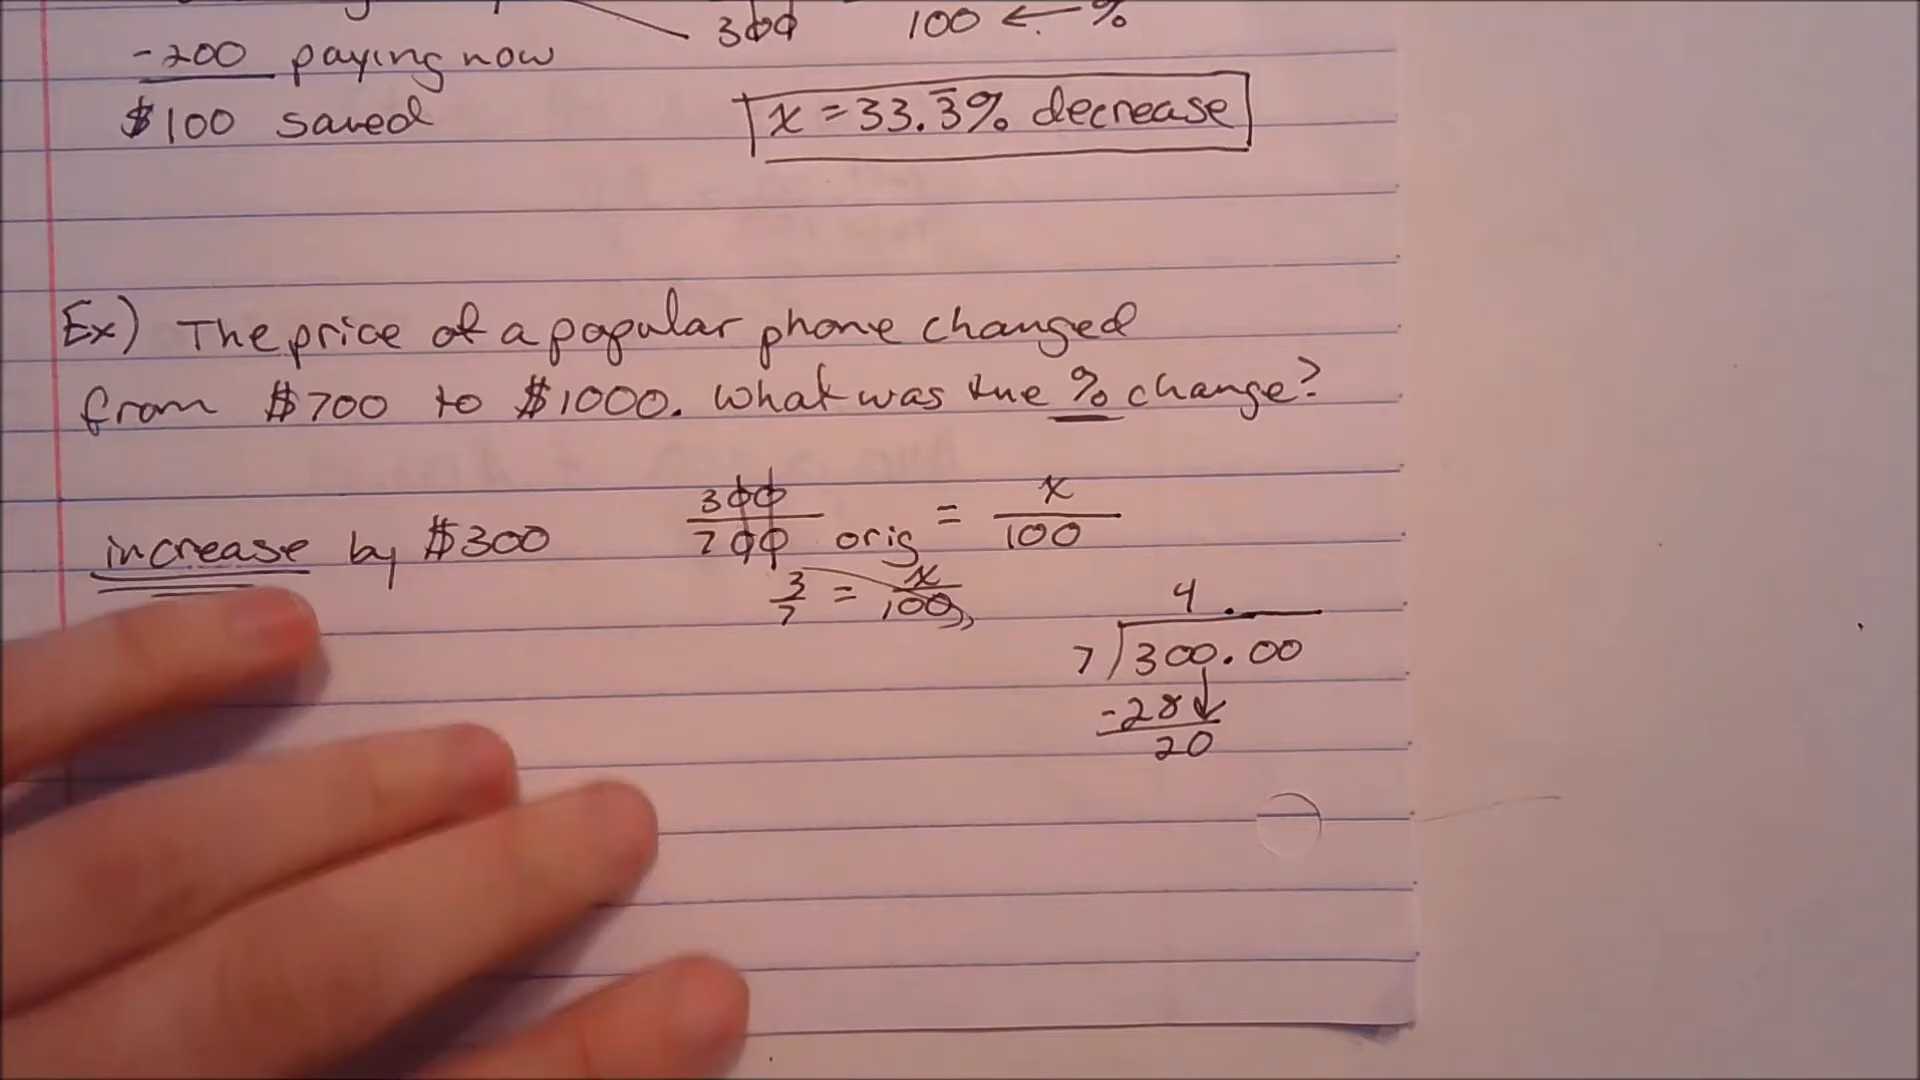 300 100 ← %
-200 paying now
$100 saved
x = 33.3̅% decrease
Ex) The price of a popular phone changed
from $700 to $1000. What was the % change?
increase by $300
300/700 orig = x/100
3/7 = x/100
4.
7)300.00
-28↓
20